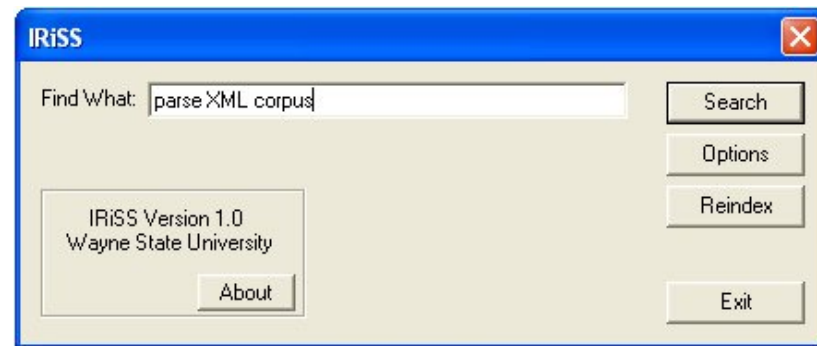 IRiSS
Find What: parse XML corpus
Search
Options
Reindex
IRiSS Version 1.0
Wayne State University
About
Exit